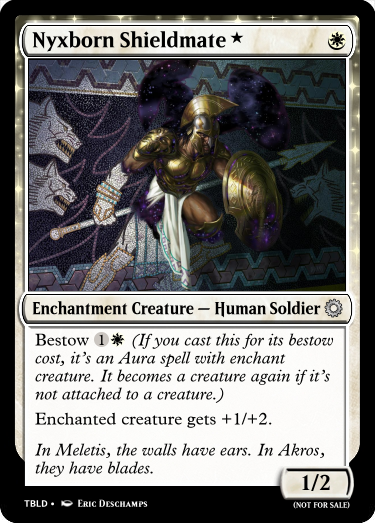 Nyxborn Shieldmate ★
Enchantment Creature — Human Soldier
Bestow 1 (If you cast this for its bestow
cost, it's an Aura spell with enchant
creature. It becomes a creature again if it's
not attached to a creature.)
Enchanted creature gets +1/+2.
In Meletis, the walls have ears. In Akros,
they have blades.
1/2
TBLD • Eric Deschamps
(NOT FOR SALE)